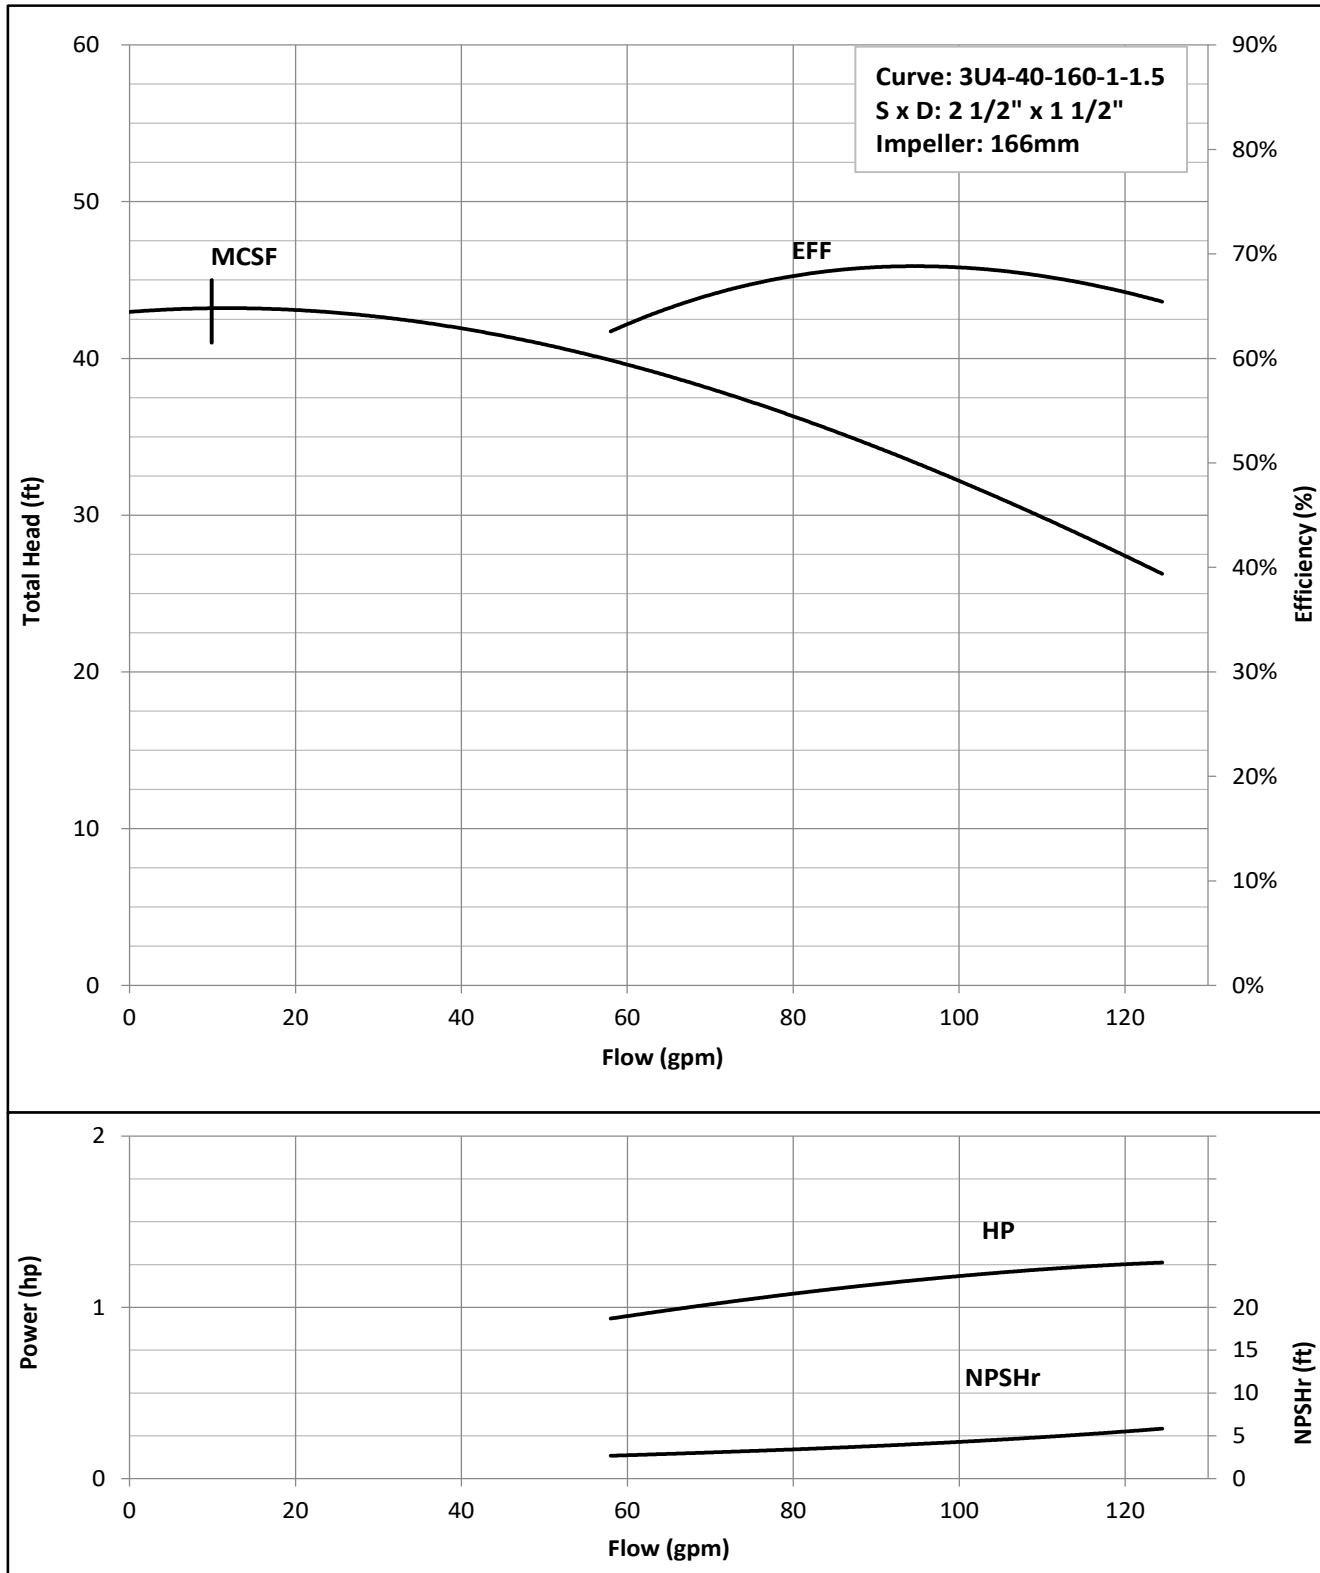 60
90%
Curve: 3U4-40-160-1-1.5
S x D: 2 1/2" x 1 1/2"
Impeller: 166mm
80%
50
MCSF
EFF
70%
40
60%
50%
Total Head (ft)
30
Efficiency (%)
40%
20
30%
20%
10
10%
0
0%
0 20 40 60 80 100 120
Flow (gpm)
2
HP
Power (hp)
1
20
15
NPSHr
10
NPSHr (ft)
5
0
0
0 20 40 60 80 100 120
Flow (gpm)